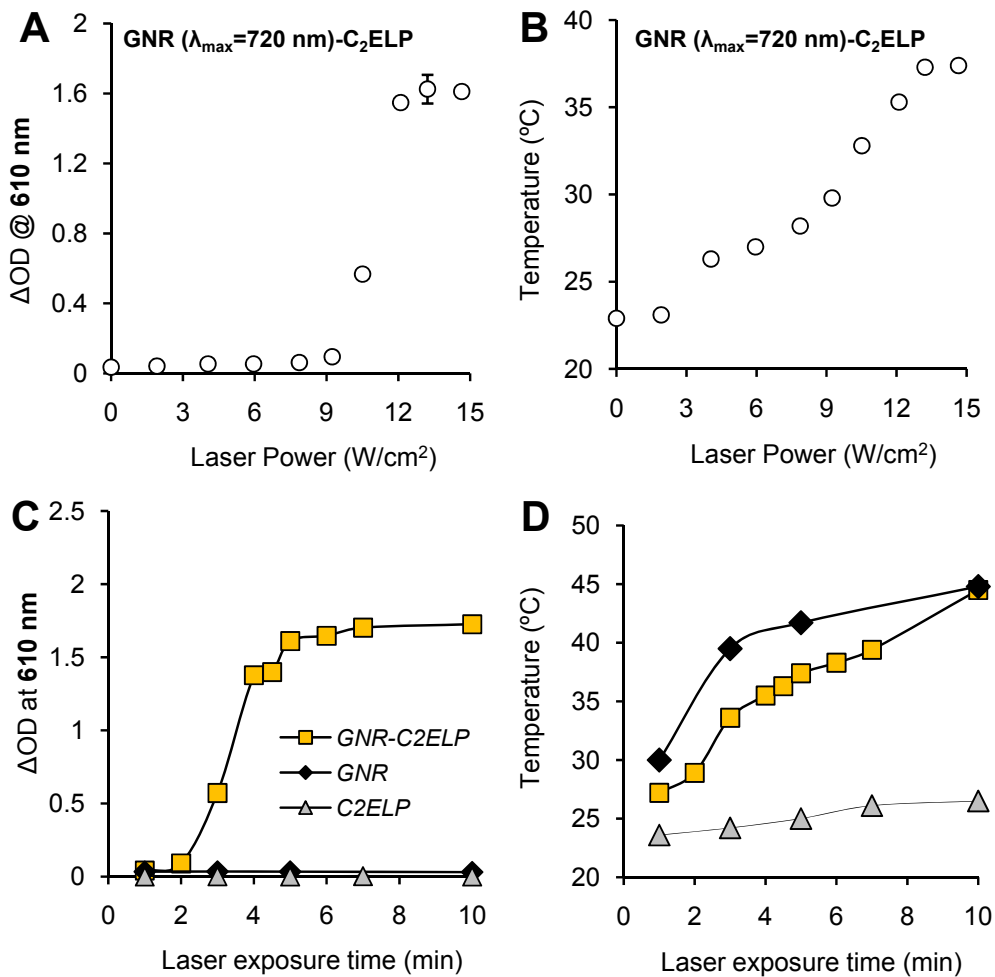 A
GNR (λmax=720 nm)-C₂ELP
ΔOD @ 610 nm
1.6
1.2
0.8
0.4
0
0 3 6 9 12 15
Laser Power (W/cm²)
B
GNR (λmax=720 nm)-C₂ELP
Temperature (ºC)
40
35
30
25
20
0 3 6 9 12 15
Laser Power (W/cm²)
C
ΔOD at 610 nm
2.5
2
1.5
1
0.5
0
GNR-C2ELP
GNR
C2ELP
0 2 4 6 8 10
Laser exposure time (min)
D
Temperature (ºC)
50
45
40
35
30
25
20
0 2 4 6 8 10
Laser exposure time (min)